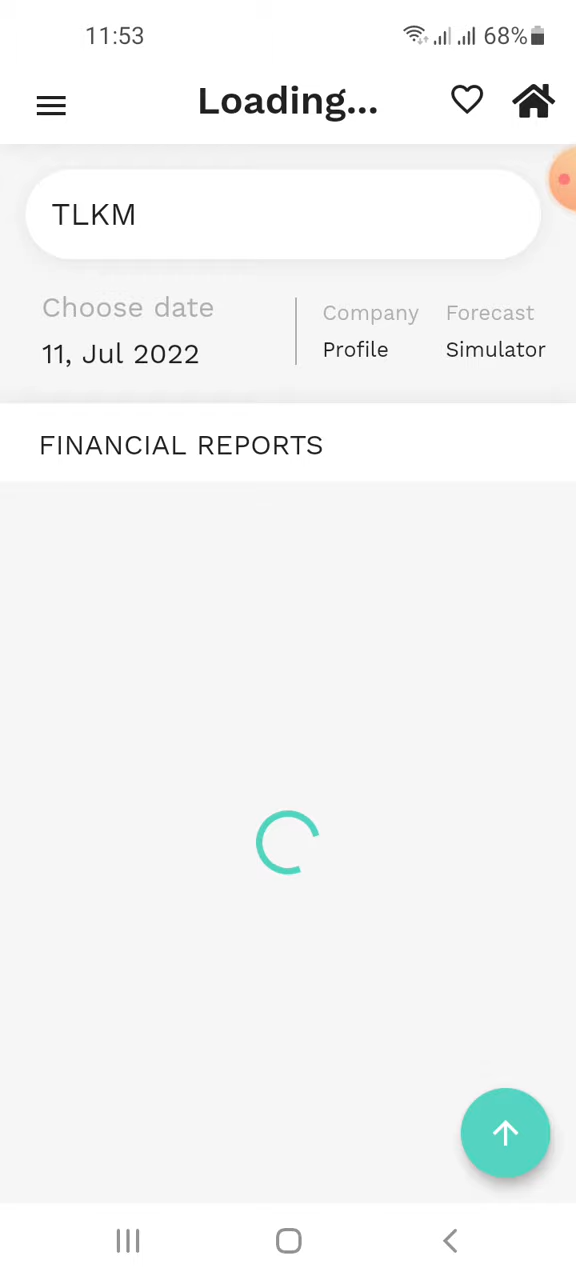 11:53 68%
Loading...
TLKM
Choose date
11, Jul 2022
Company Forecast
Profile Simulator
FINANCIAL REPORTS